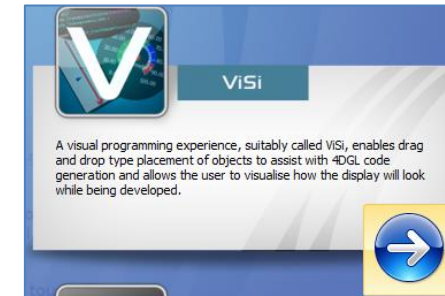 V
ViSi
A visual programming experience, suitably called ViSi, enables drag
and drop type placement of objects to assist with 4DGL code
generation and allows the user to visualise how the display will look
while being developed.
tou